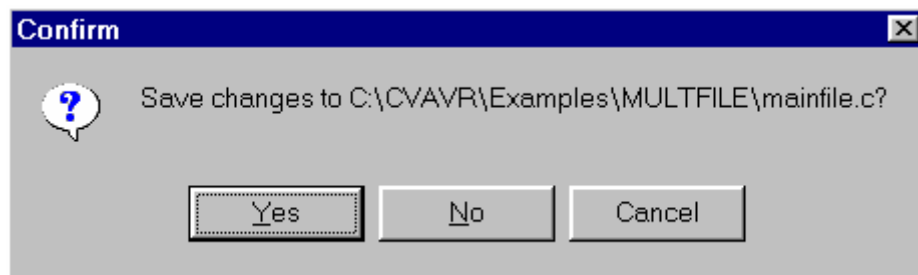 Confirm
Save changes to C:\CVAVR\Examples\MULTFILE\mainfile.c?
Yes No Cancel